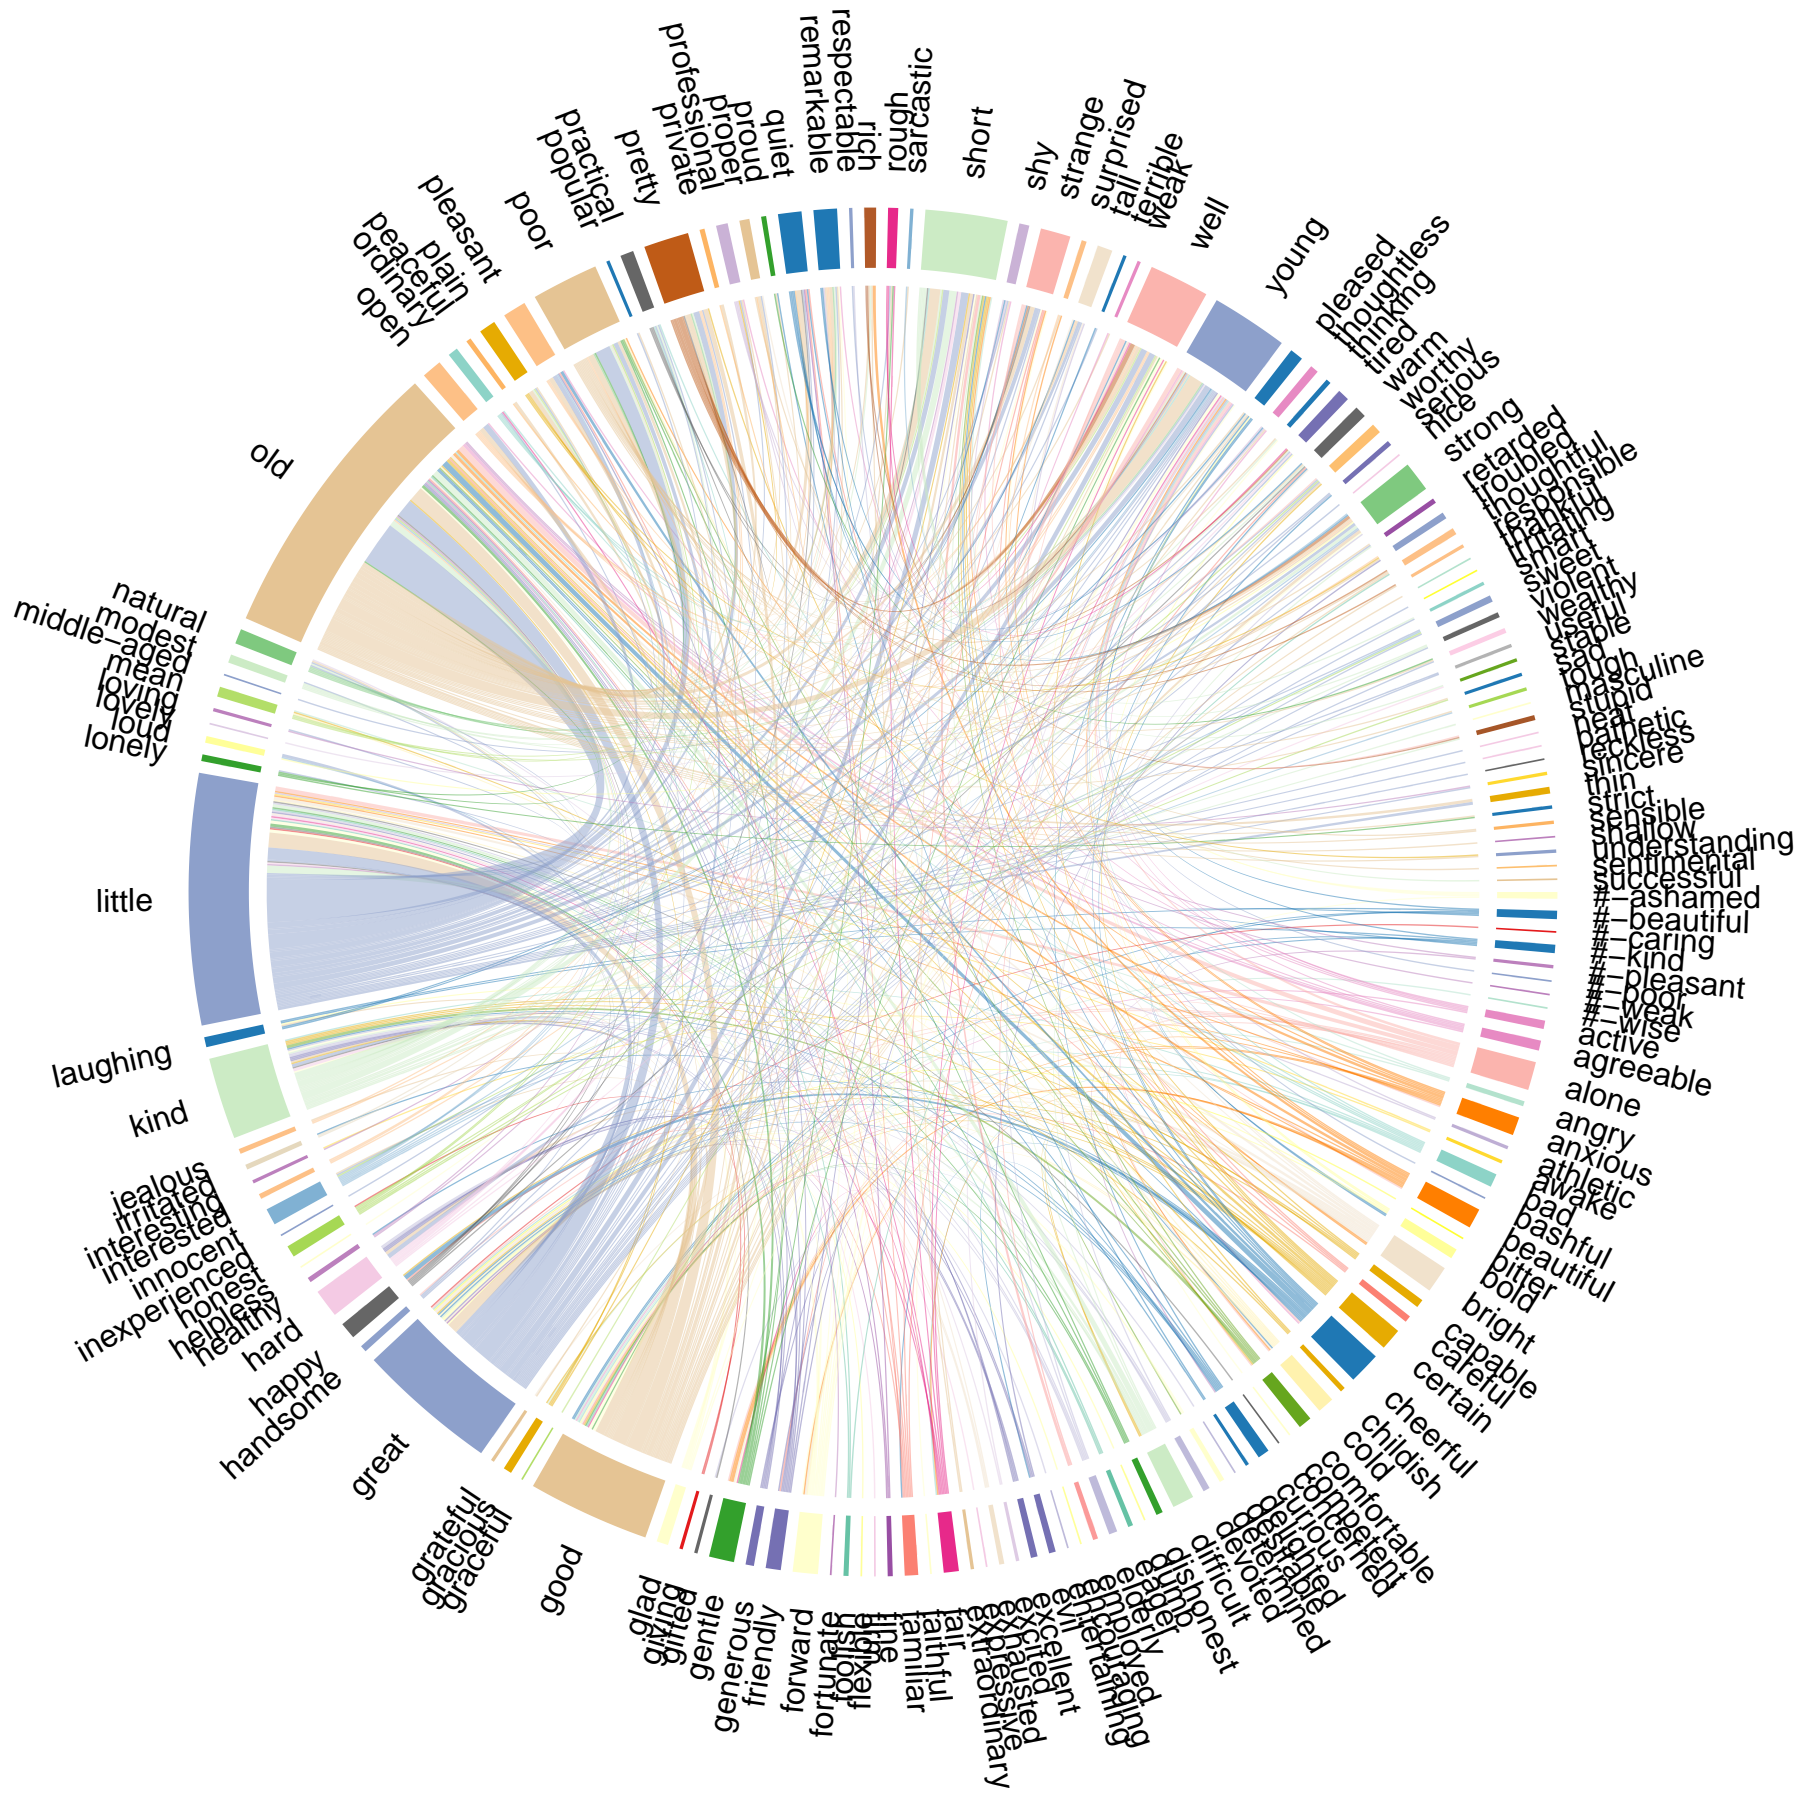 respectable
rich
rough
sarcastic
short
shy
strange
surprised
tall
terrible
weak
well
young
pleased
thoughtless
thinking
tired
warm
worthy
serious
nice
strong
retarded
troubled
thoughtful
responsible
thankful
irritating
smart
sweet
violent
wealthy
useful
stable
sad
tough
masculine
stupid
neat
pathetic
reckless
sincere
thin
strict
sensible
shallow
understanding
sentimental
successful
#−ashamed
#−beautiful
#−caring
#−kind
#−pleasant
#−poor
#−weak
#−wise
active
agreeable
alone
angry
anxious
athletic
awake
bad
bashful
beautiful
bitter
bold
bright
capable
careful
certain
cheerful
childish
cold
comfortable
competent
concerned
curious
delighted
desirable
determined
devoted
difficult
dishonest
dumb
eager
elderly
employed
encouraging
entertaining
evil
excellent
excited
exhausted
expressive
extraordinary
fair
faithful
familiar
fine
firm
flexible
foolish
fortunate
forward
friendly
generous
gentle
gifted
giving
glad
good
graceful
gracious
grateful
great
handsome
happy
hard
healthy
helpless
honest
inexperienced
innocent
interested
interesting
irritated
jealous
kind
laughing
little
lonely
loud
lovely
loving
mean
middle−aged
modest
natural
old
open
ordinary
peaceful
plain
pleasant
poor
popular
practical
pretty
private
professional
proper
proud
quiet
remarkable